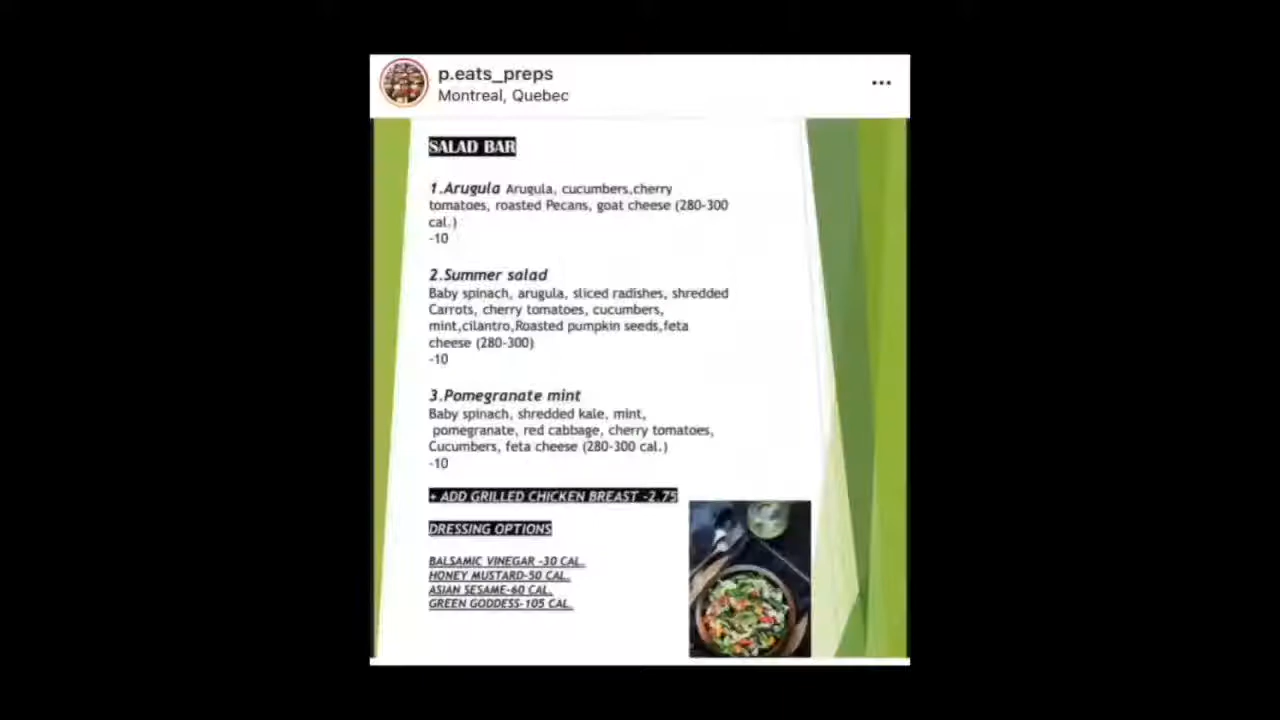 p.eats_preps
Montreal, Quebec
SALAD BAR
1.Arugula Arugula, cucumbers,cherry
tomatoes, roasted Pecans, goat cheese (280-300
cal.)
-10
2.Summer salad
Baby spinach, arugula, sliced radishes, shredded
Carrots, cherry tomatoes, cucumbers,
mint,cilantro,Roasted pumpkin seeds,feta
cheese (280-300)
-10
3.Pomegranate mint
Baby spinach, shredded kale, mint,
pomegranate, red cabbage, cherry tomatoes,
Cucumbers, feta cheese (280-300 cal.)
-10
+ ADD GRILLED CHICKEN BREAST -2.75
DRESSING OPTIONS
BALSAMIC VINEGAR -30 CAL.
HONEY MUSTARD-50 CAL.
ASIAN SESAME-60 CAL.
GREEN GODDESS-105 CAL.